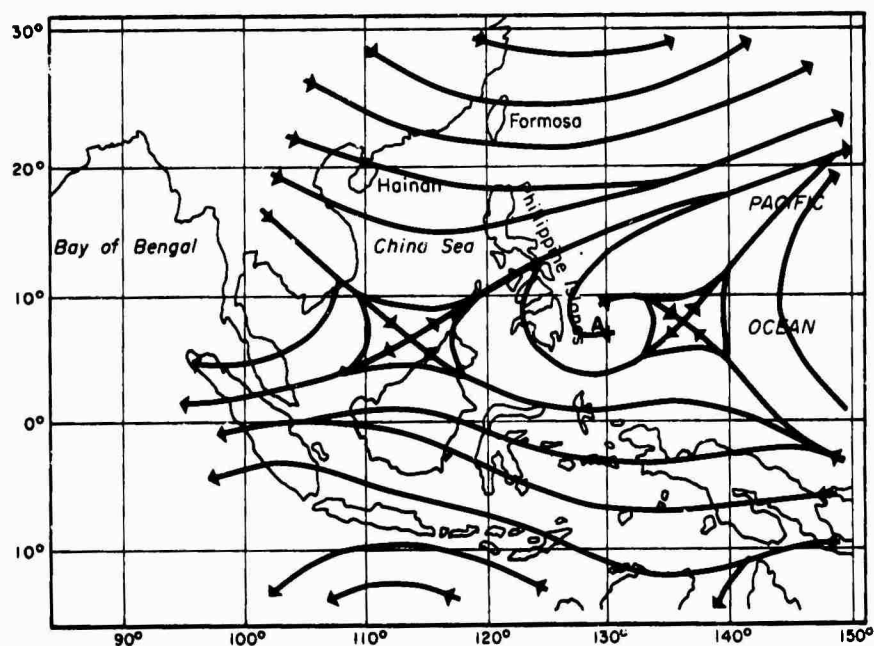 30°
20°
10°
0°
10°
Formosa
Hainan
PACIFIC
Bay of Bengal
China Sea
Philippine Islands
A
OCEAN
90° 100° 110° 120° 130° 140° 150°